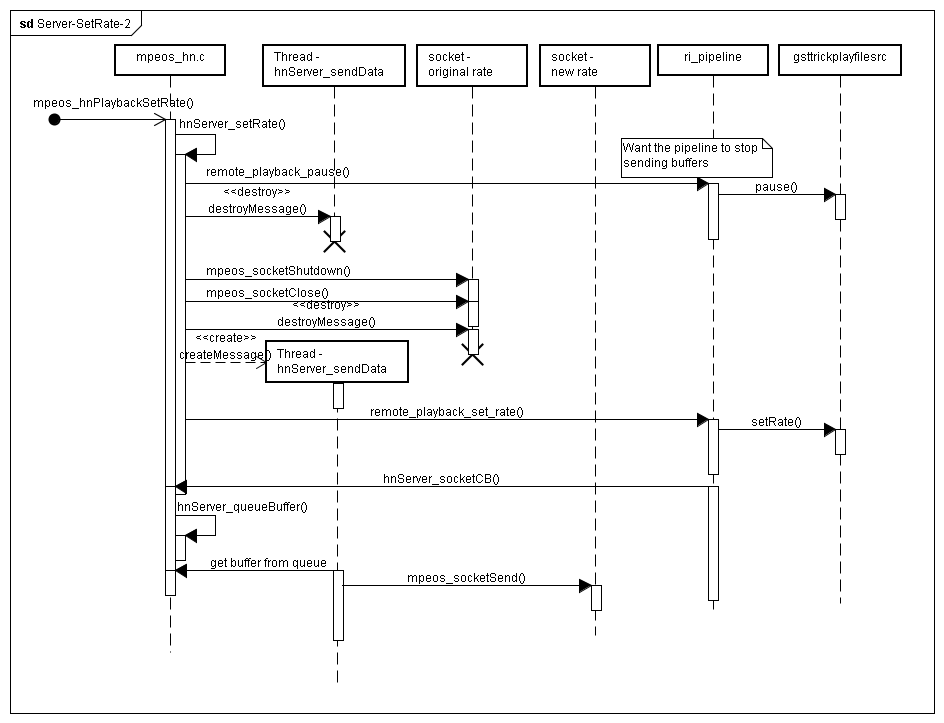 sd Server-SetRate-2
mpeos_hn.c
Thread -
hnServer_sendData
socket -
original rate
socket -
new rate
ri_pipeline
gsttrickplayfilesrc
mpeos_hnPlaybackSetRate()
hnServer_setRate()
Want the pipeline to stop
sending buffers
remote_playback_pause()
pause()
<<destroy>>
destroyMessage()
mpeos_socketShutdown()
mpeos_socketClose()
<<destroy>>
destroyMessage()
<<create>>
createMessage()
Thread -
hnServer_sendData
remote_playback_set_rate()
setRate()
hnServer_socketCB()
hnServer_queueBuffer()
get buffer from queue
mpeos_socketSend()